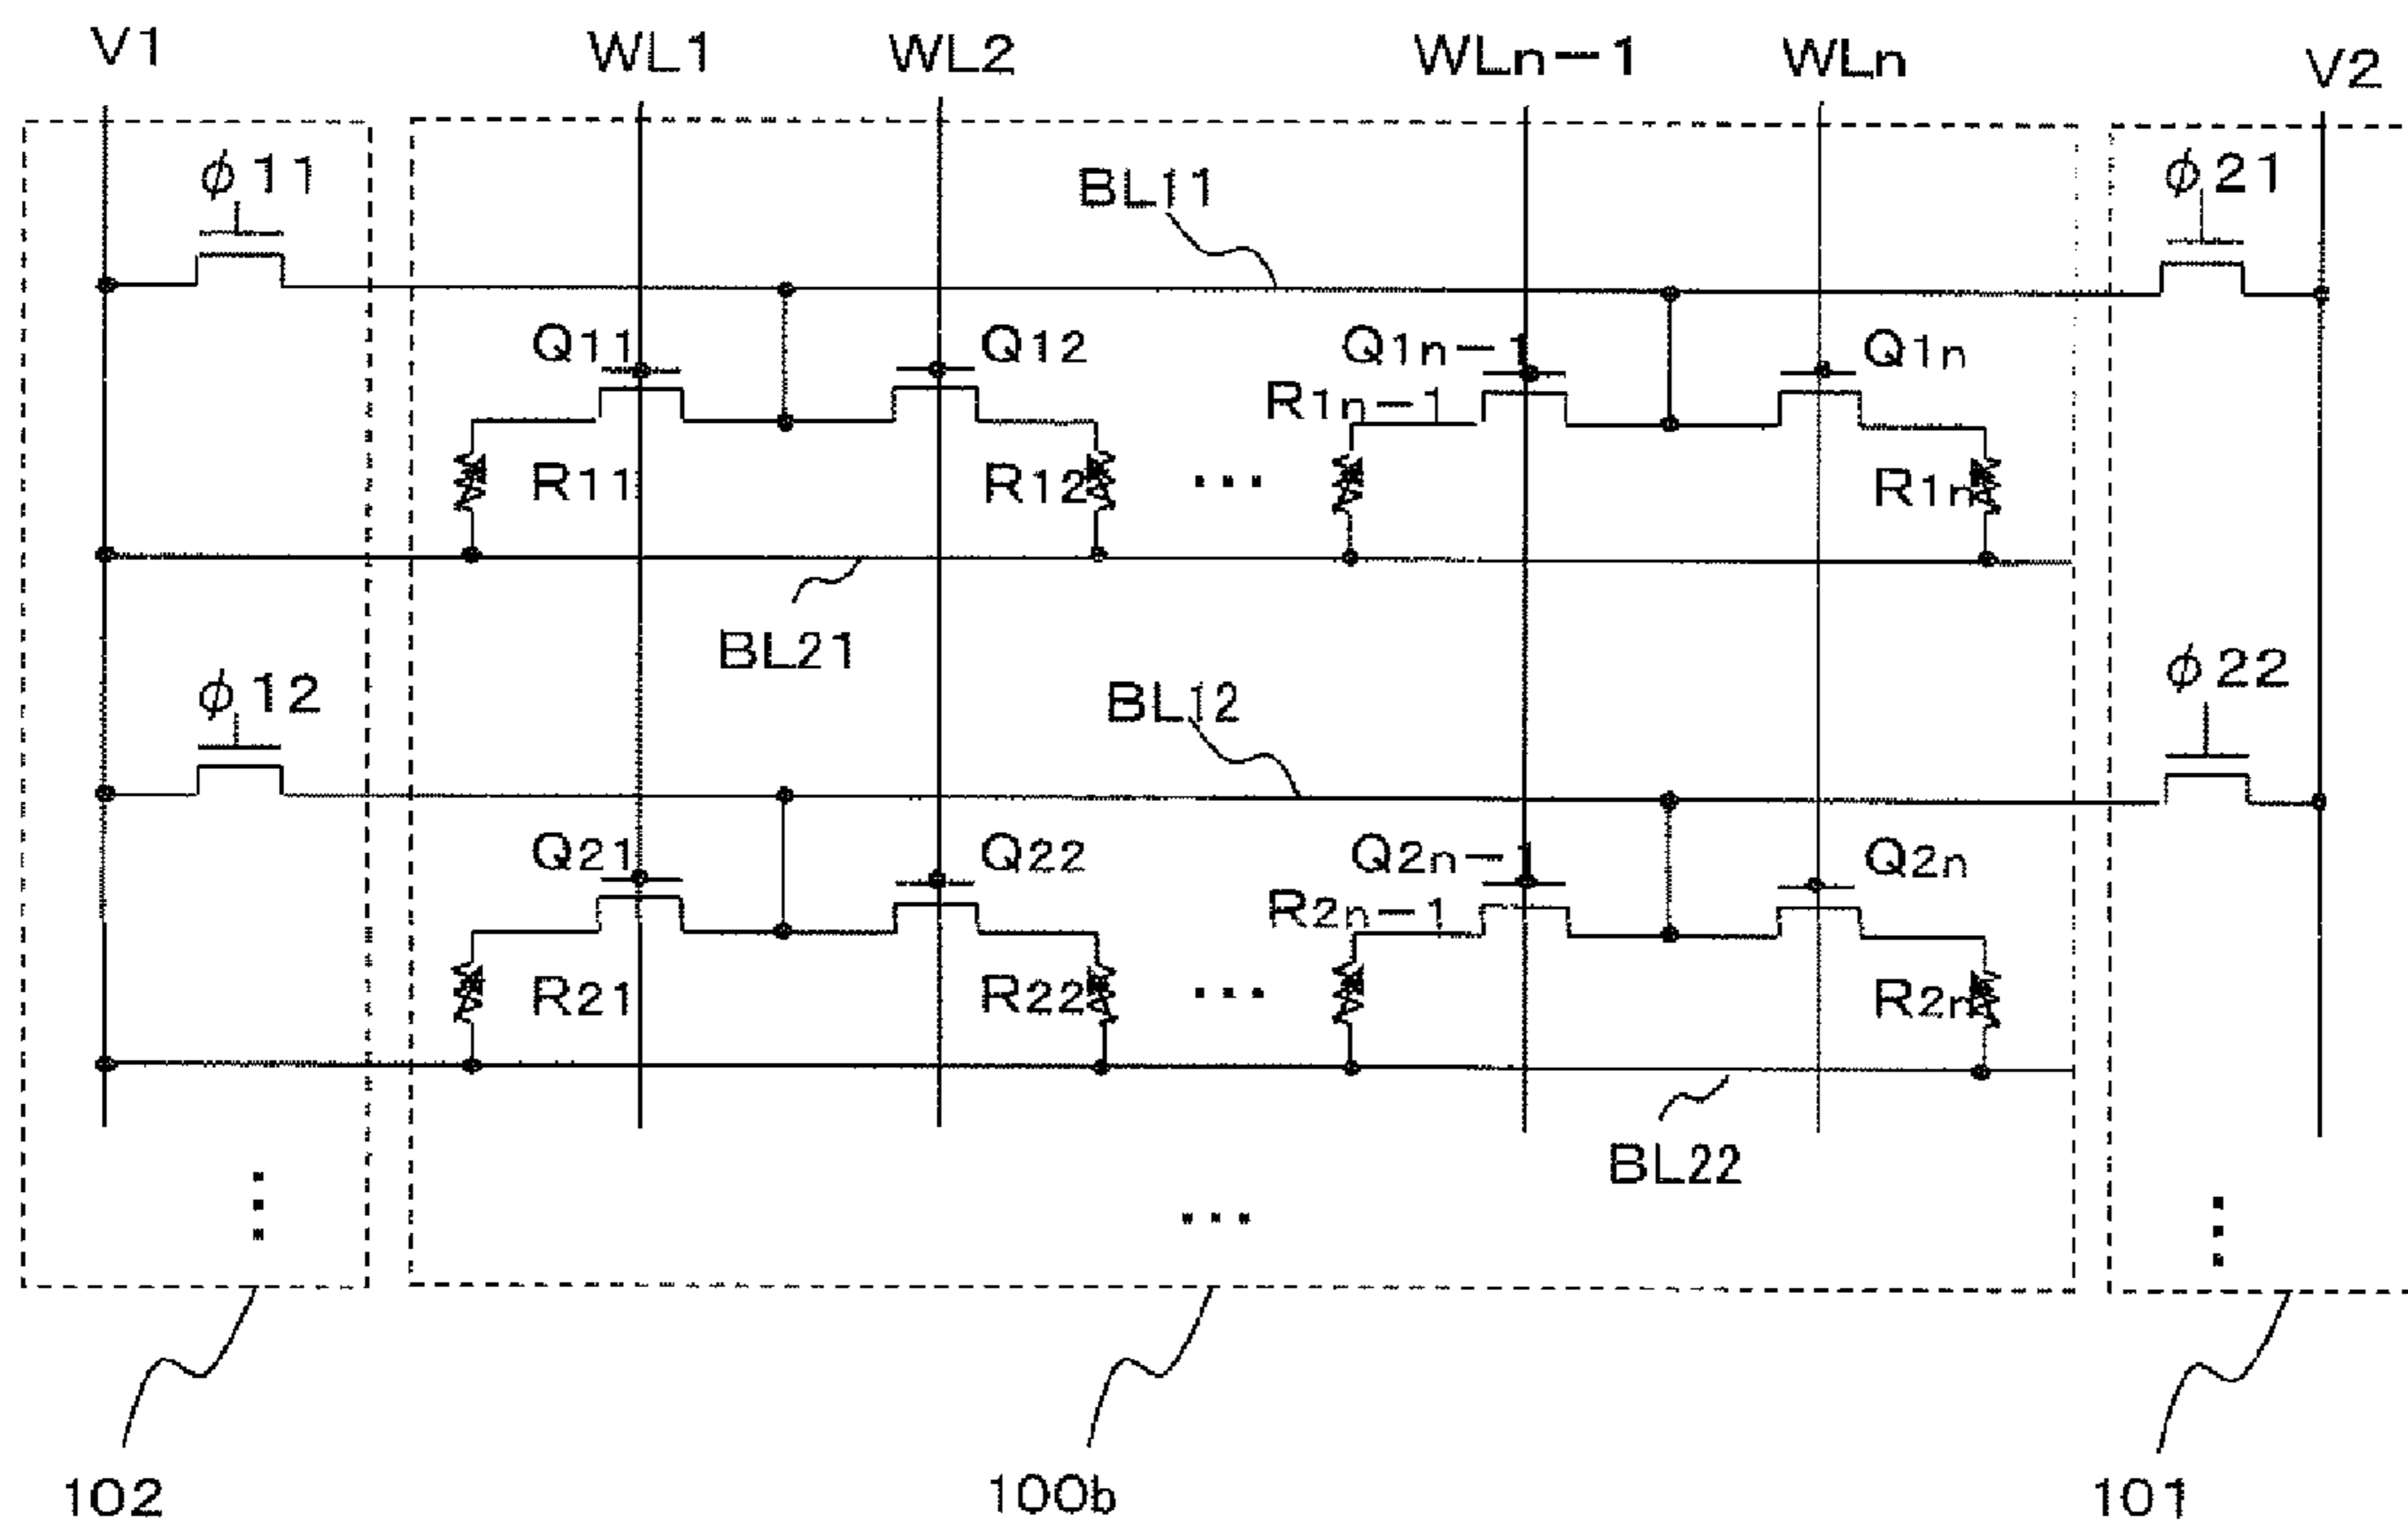 V1 WL1 WL2 WLn-1 WLn V2
ϕ11 BL11 ϕ21
Q11 Q12 Q1n-1 Q1n
R1n-1
R11 R12 ... R1n
BL21
ϕ12 BL12 ϕ22
Q21 Q22 Q2n-1 Q2n
R2n-1
R21 R22 ... R2n
BL22
...
102 100b 101